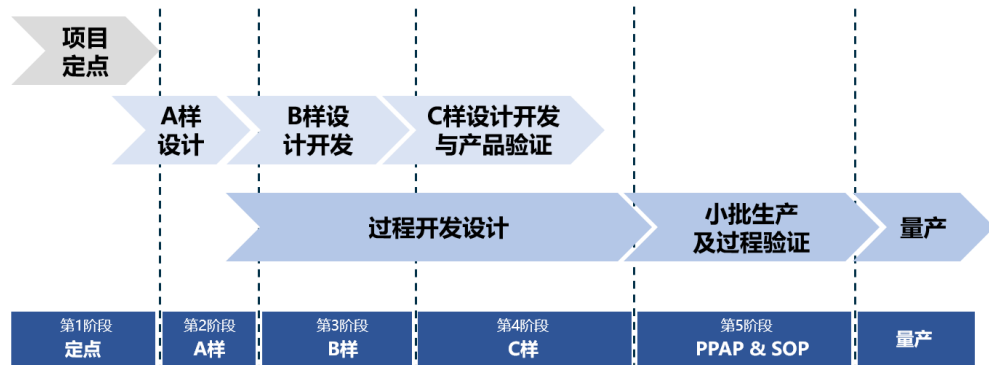 项目
定点
A样
设计
B样设
计开发
C样设计开发
与产品验证
过程开发设计
小批生产
及过程验证
量产
第1阶段
定点
第2阶段
A样
第3阶段
B样
第4阶段
C样
第5阶段
PPAP & SOP
量产